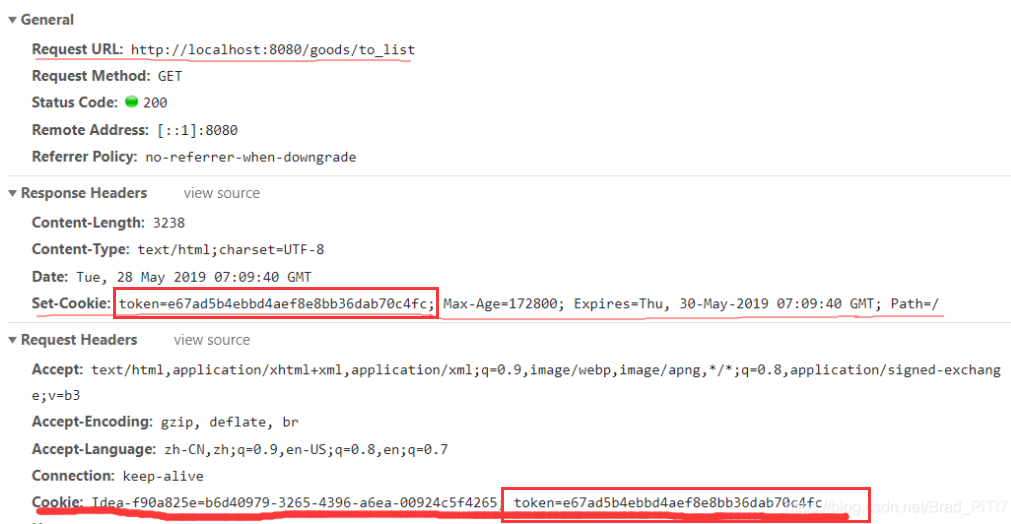 General
Request URL: http://localhost:8080/goods/to_list
Request Method: GET
Status Code: 200
Remote Address: [::1]:8080
Referrer Policy: no-referrer-when-downgrade
Response Headers view source
Content-Length: 3238
Content-Type: text/html;charset=UTF-8
Date: Tue, 28 May 2019 07:09:40 GMT
Set-Cookie: token=e67ad5b4ebbd4aef8e8bb36dab70c4fc; Max-Age=172800; Expires=Thu, 30-May-2019 07:09:40 GMT; Path=/
Request Headers view source
Accept: text/html,application/xhtml+xml,application/xml;q=0.9,image/webp,image/apng,*/*;q=0.8,application/signed-exchang
e;v=b3
Accept-Encoding: gzip, deflate, br
Accept-Language: zh-CN,zh;q=0.9,en-US;q=0.8,en;q=0.7
Connection: keep-alive
Cookie: Idea-f90a825e=b6d40979-3265-4396-a6ea-00924c5f4265; token=e67ad5b4ebbd4aef8e8bb36dab70c4fc